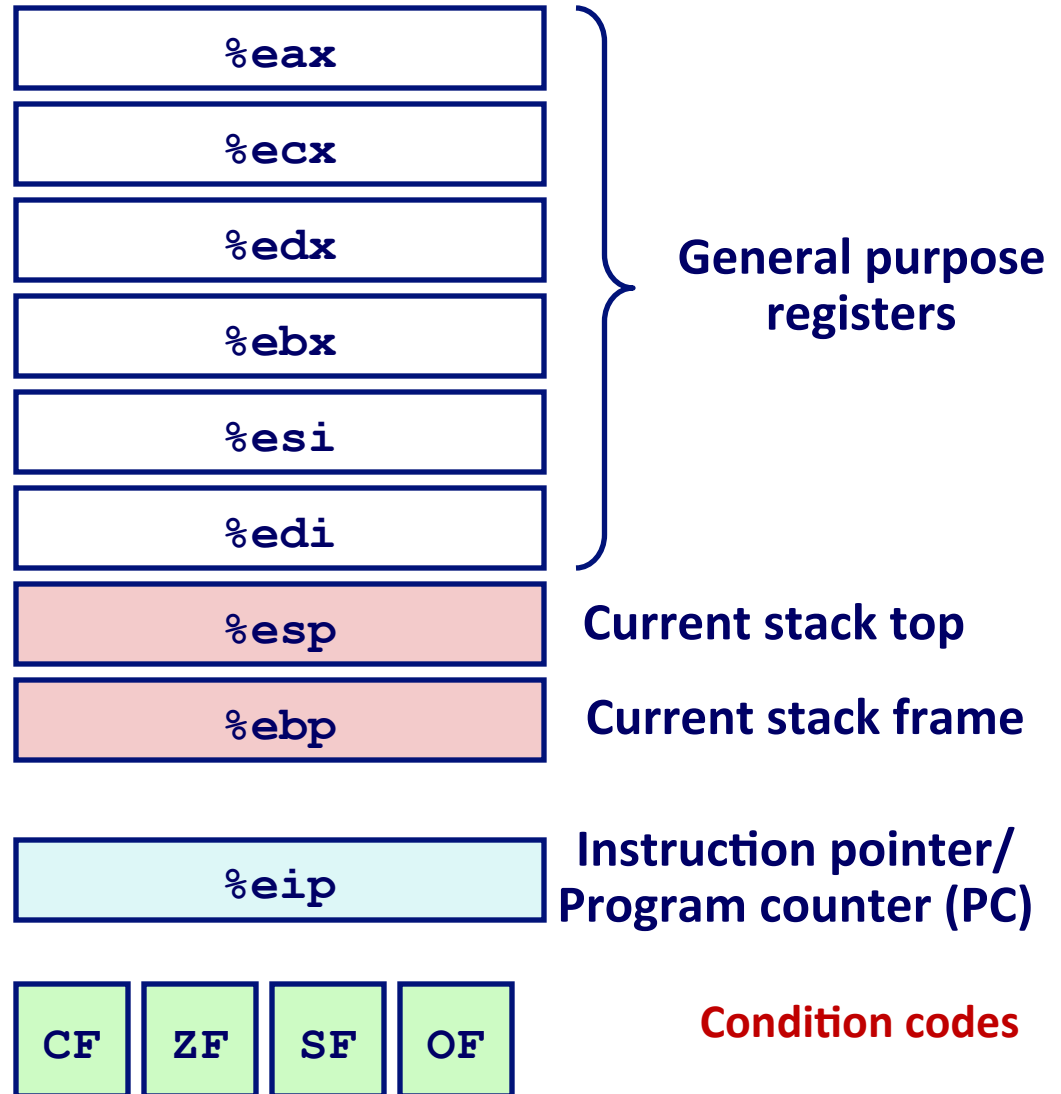 %eax
%ecx
%edx
%ebx
%esi
%edi
General purpose
registers
%esp
Current stack top
%ebp
Current stack frame
%eip
Instruction pointer/
Program counter (PC)
CF ZF SF OF
Condition codes